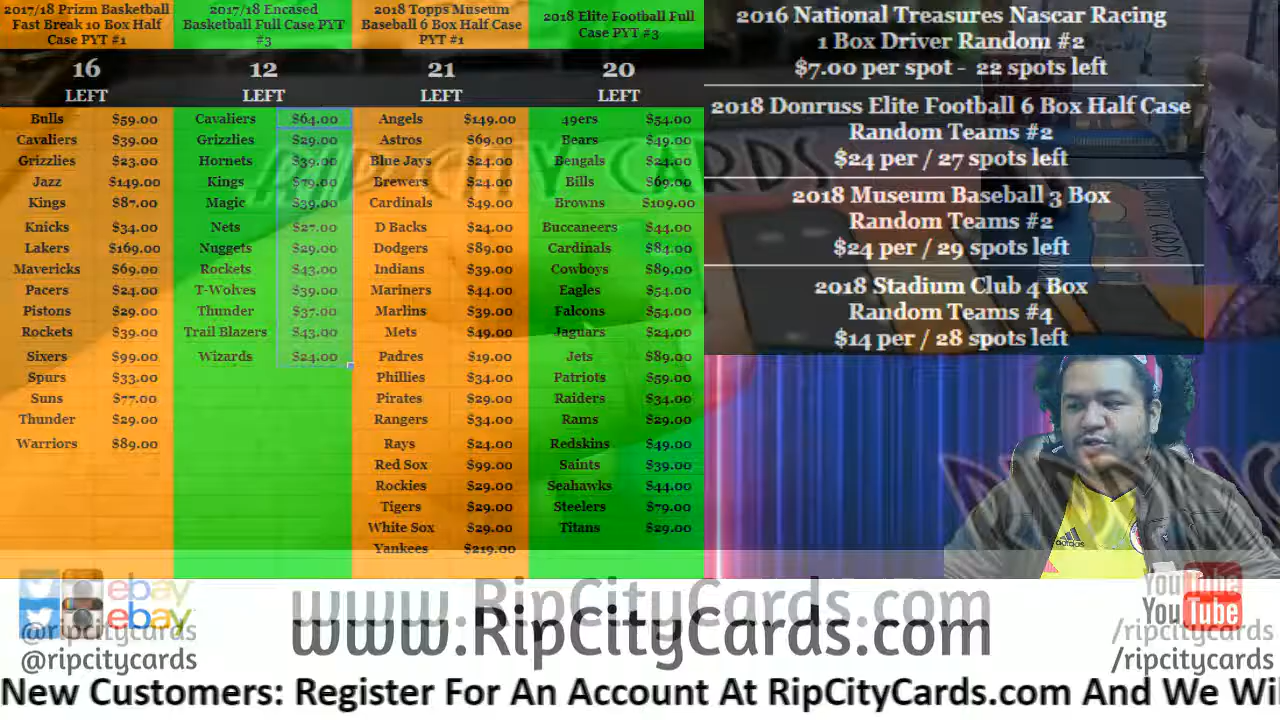 2017/18 Prizm Basketball
Fast Break 10 Box Half
Case PYT #1
16
LEFT
Bulls $59.00
Cavaliers $39.00
Grizzlies $23.00
Jazz $149.00
Kings $87.00
Knicks $34.00
Lakers $169.00
Mavericks $69.00
Pacers $24.00
Pistons $29.00
Rockets $39.00
Sixers $99.00
Spurs $33.00
Suns $77.00
Thunder $29.00
Warriors $89.00
2017/18 Encased
Basketball Full Case PYT
#3
12
LEFT
Cavaliers $64.00
Grizzlies $29.00
Hornets $39.00
Kings $79.00
Magic $39.00
Nets $27.00
Nuggets $29.00
Rockets $43.00
T-Wolves $39.00
Thunder $37.00
Trail Blazers $43.00
Wizards $24.00
2018 Topps Museum
Baseball 6 Box Half Case
PYT #1
21
LEFT
Angels $149.00
Astros $69.00
Blue Jays $24.00
Brewers $24.00
Cardinals $49.00
D Backs $24.00
Dodgers $89.00
Indians $39.00
Mariners $44.00
Marlins $39.00
Mets $49.00
Padres $19.00
Phillies $34.00
Pirates $29.00
Rangers $34.00
Rays $24.00
Red Sox $99.00
Rockies $29.00
Tigers $29.00
White Sox $29.00
Yankees $219.00
2018 Elite Football Full
Case PYT #3
20
LEFT
49ers $54.00
Bears $49.00
Bengals $24.00
Bills $69.00
Browns $109.00
Buccaneers $44.00
Cardinals $84.00
Cowboys $89.00
Eagles $54.00
Falcons $54.00
Jaguars $24.00
Jets $89.00
Patriots $59.00
Raiders $34.00
Rams $29.00
Redskins $49.00
Saints $39.00
Seahawks $44.00
Steelers $79.00
Titans $29.00
2016 National Treasures Nascar Racing
1 Box Driver Random #2
$7.00 per spot - 22 spots left
2018 Donruss Elite Football 6 Box Half Case
Random Teams #2
$24 per / 27 spots left
2018 Museum Baseball 3 Box
Random Teams #2
$24 per / 29 spots left
2018 Stadium Club 4 Box
Random Teams #4
$14 per / 28 spots left
RIP CITY CARDS
adidas
ebay
ebay
@ripcitycards
@ripcitycards
www.RipCityCards.com
www.RipCityCards.com
YouTube
YouTube
/ripcitycards
/ripcitycards
New Customers: Register For An Account At RipCityCards.com And We Wil